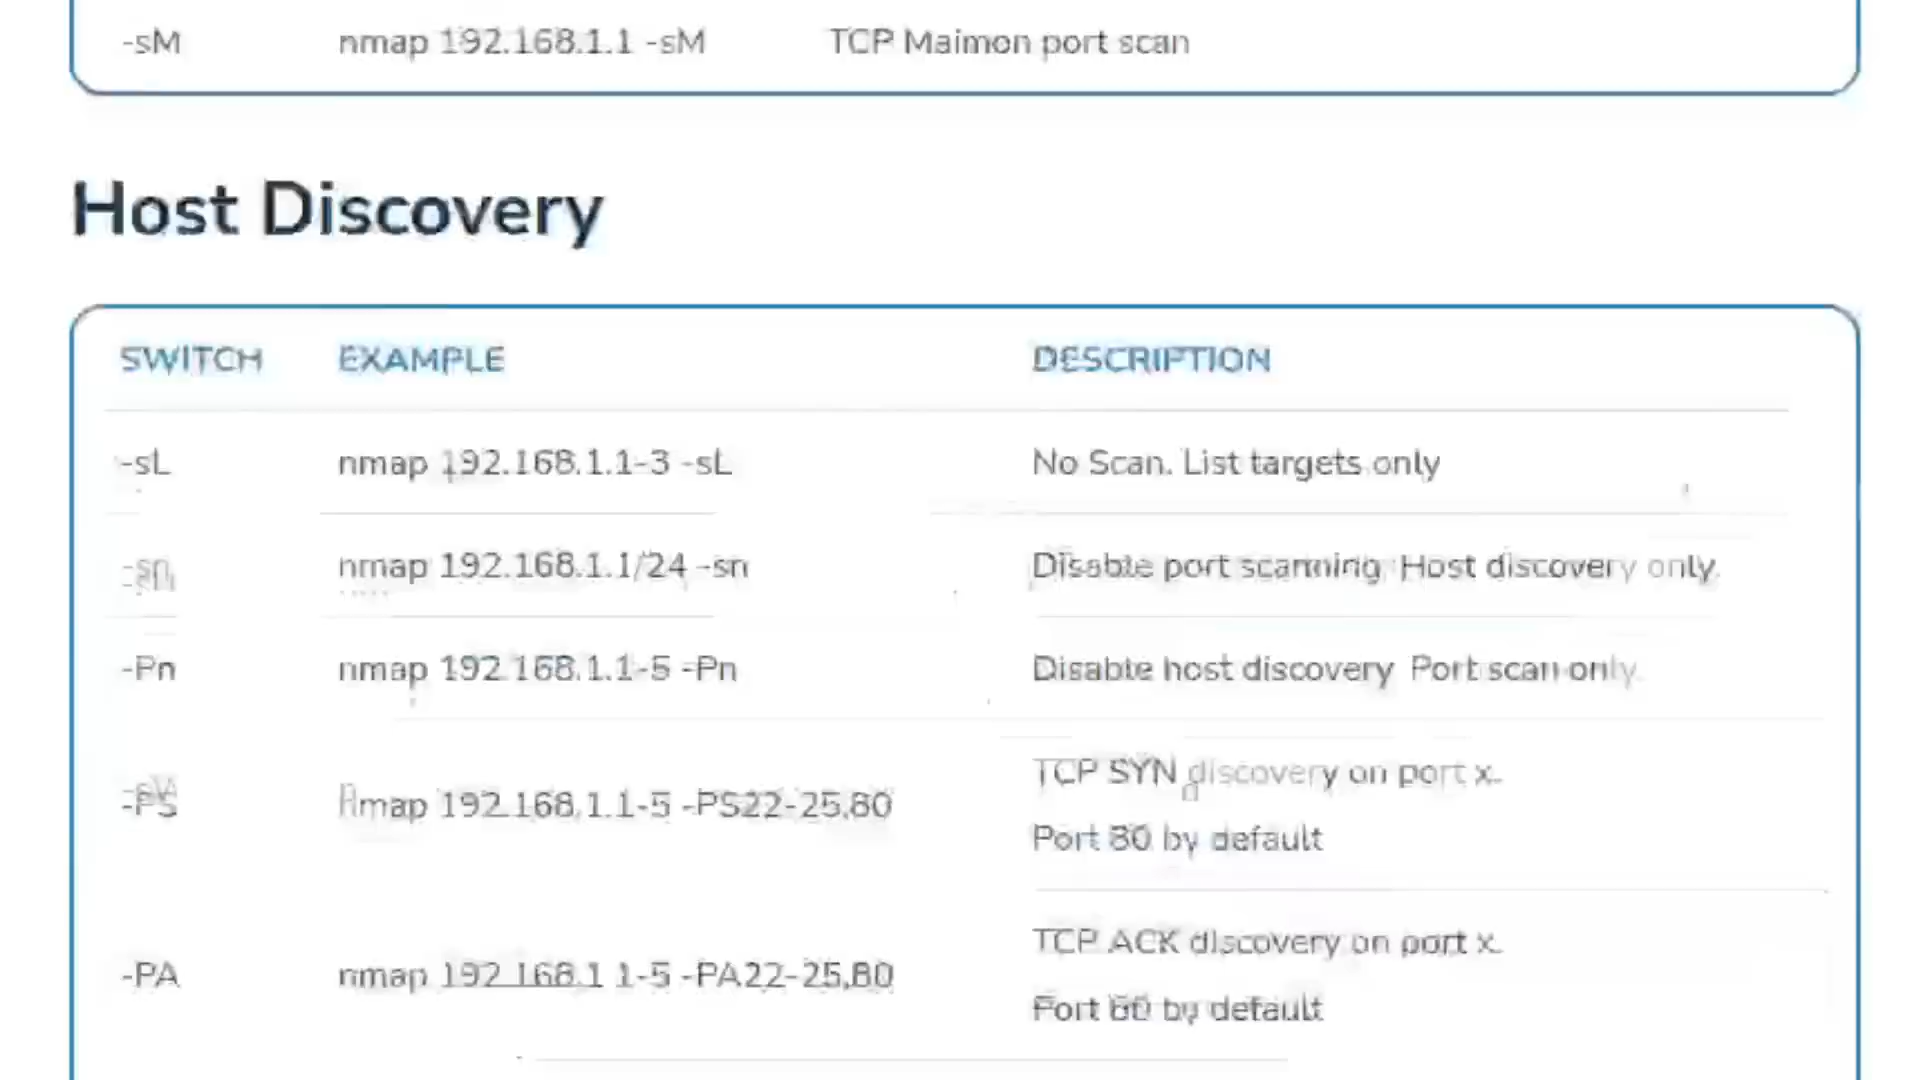 -sM nmap 192.168.1.1 -sM TCP Maimon port scan
Host Discovery
SWITCH EXAMPLE DESCRIPTION
-sL nmap 192.168.1.1-3 -sL No Scan. List targets only
-sn nmap 192.168.1.1/24 -sn Disable port scanning Host discovery only.
-Pn nmap 192.168.1.1-5 -Pn Disable host discovery Port scan only.
-PS nmap 192.168.1.1-5 -PS22-25,80 TCP SYN discovery on port x.
Port 80 by default
-PA nmap 192.168.1 1-5 -PA22-25,80 TCP ACK discovery on port x.
Port 80 by default